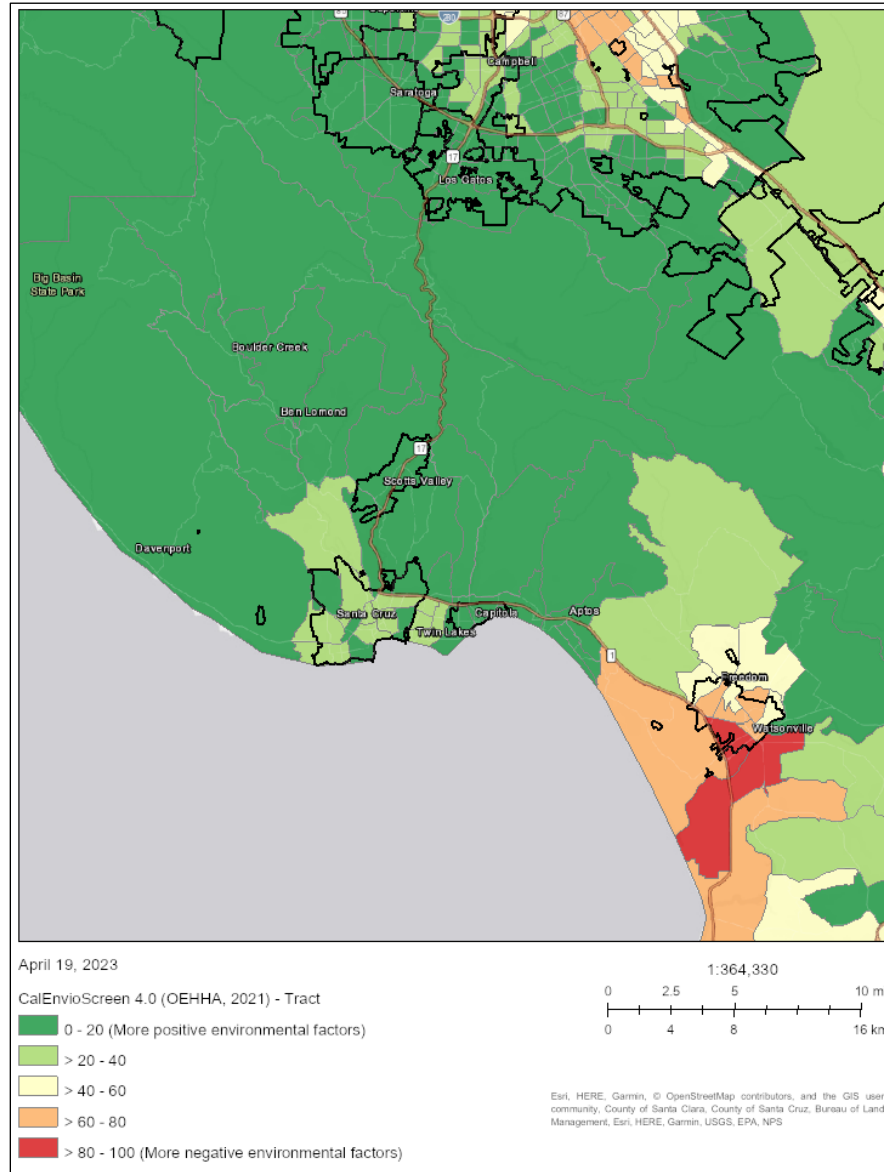 280
87
Campbell
Saratoga
17
Los Gatos
Big Basin
State Park
Boulder Creek
Ben Lomond
17
Scotts Valley
Davenport
Santa Cruz
Capitola
Aptos
Twin Lakes
1
Freedom
Watsonville
April 19, 2023
1:364,330
CalEnvioScreen 4.0 (OEHHA, 2021) - Tract
0 2.5 5 10 m
0 4 8 16 km
0 - 20 (More positive environmental factors)
> 20 - 40
> 40 - 60
> 60 - 80
> 80 - 100 (More negative environmental factors)
Esri, HERE, Garmin, © OpenStreetMap contributors, and the GIS user
community, County of Santa Clara, County of Santa Cruz, Bureau of Land
Management, Esri, HERE, Garmin, USGS, EPA, NPS